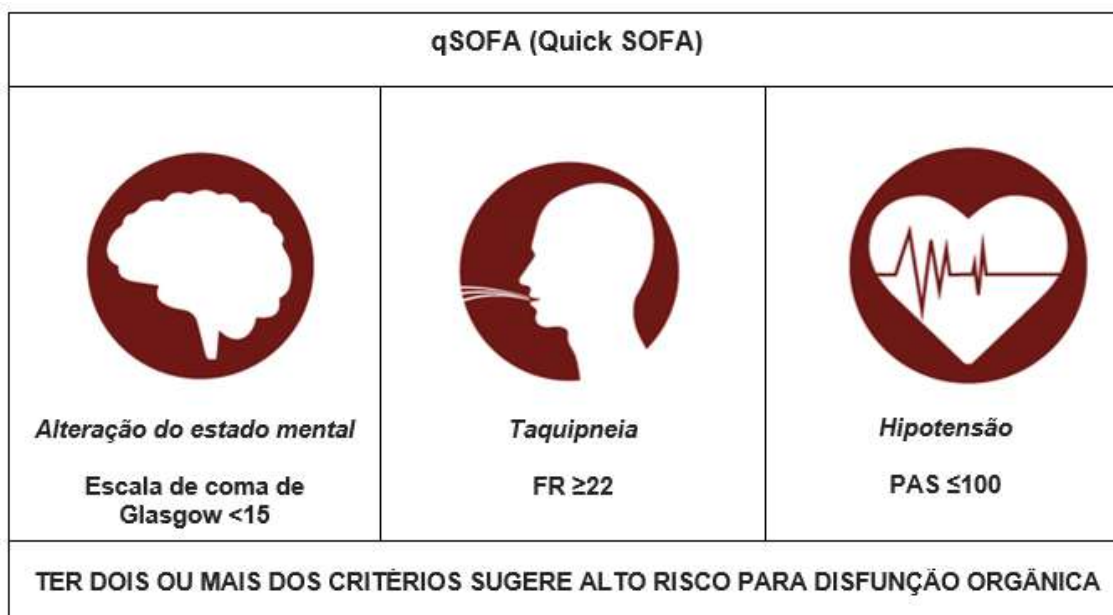 qSOFA (Quick SOFA)
Alteração do estado mental
Escala de coma de
Glasgow <15
Taquipneia
FR ≥22
Hipotensão
PAS ≤100
TER DOIS OU MAIS DOS CRITÉRIOS SUGERE ALTO RISCO PARA DISFUNÇÃO ORGÂNICA